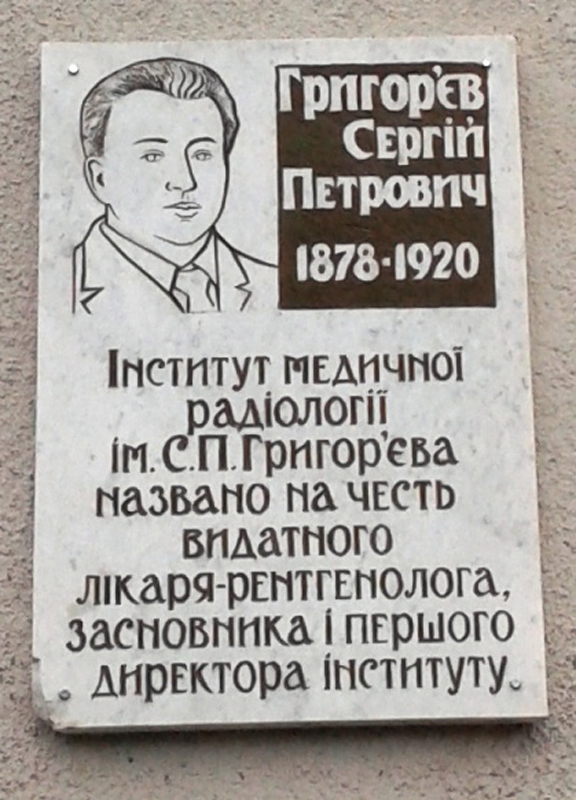 Григор'єв
Сергій
Петрович
1878-1920
Інститут медичної
радіології
ім. С.П. Григор'єва
названо на честь
видатного
лікаря-рентгенолога,
засновника і першого
директора інституту.